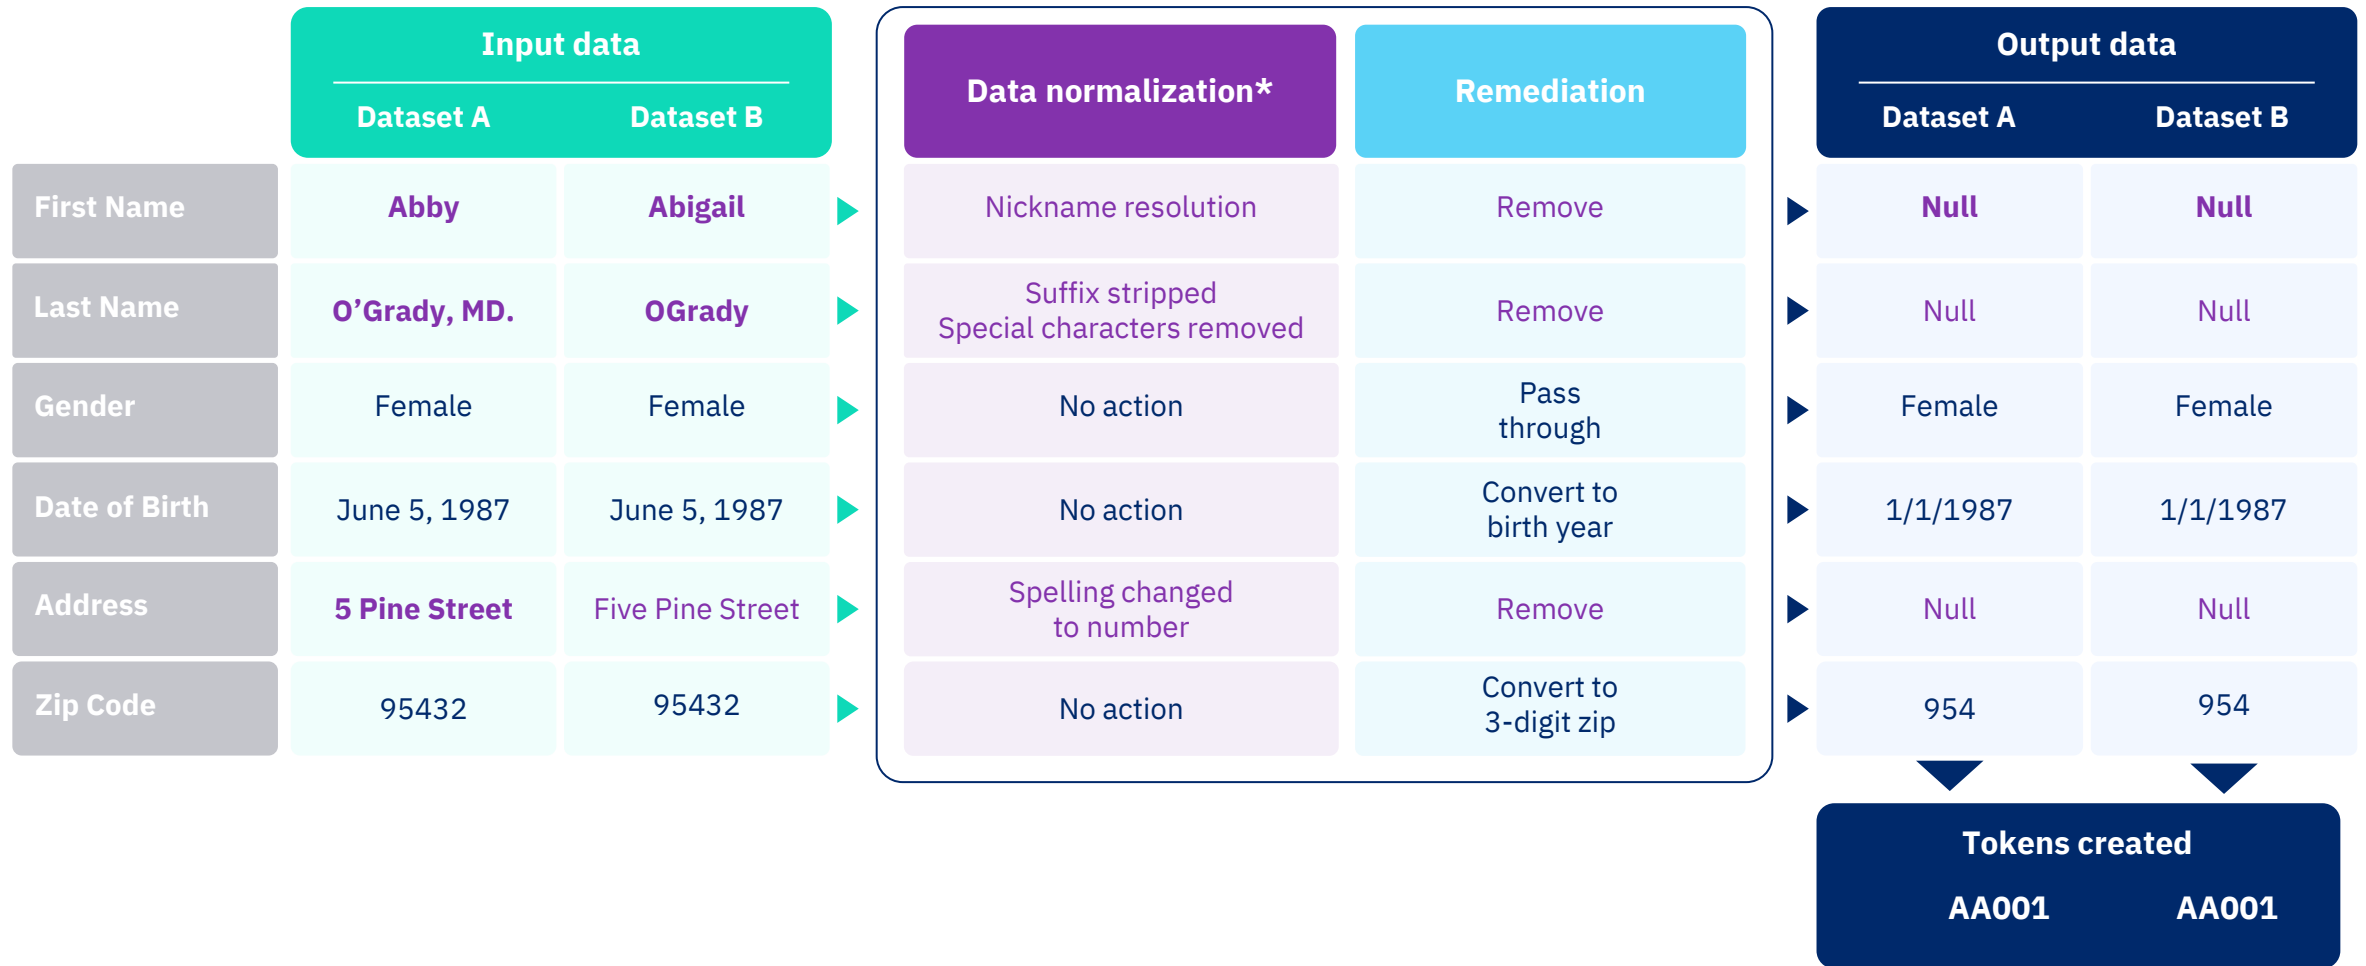 Input data
Dataset A Dataset B
Data normalization*
Remediation
Output data
Dataset A Dataset B
First Name Abby Abigail Nickname resolution Remove Null Null
Last Name O’Grady, MD. OGrady Suffix stripped
Special characters removed Remove Null Null
Gender Female Female No action Pass
through Female Female
Date of Birth June 5, 1987 June 5, 1987 No action Convert to
birth year 1/1/1987 1/1/1987
Address 5 Pine Street Five Pine Street Spelling changed
to number Remove Null Null
Zip Code 95432 95432 No action Convert to
3-digit zip 954 954
Tokens created
AA001 AA001